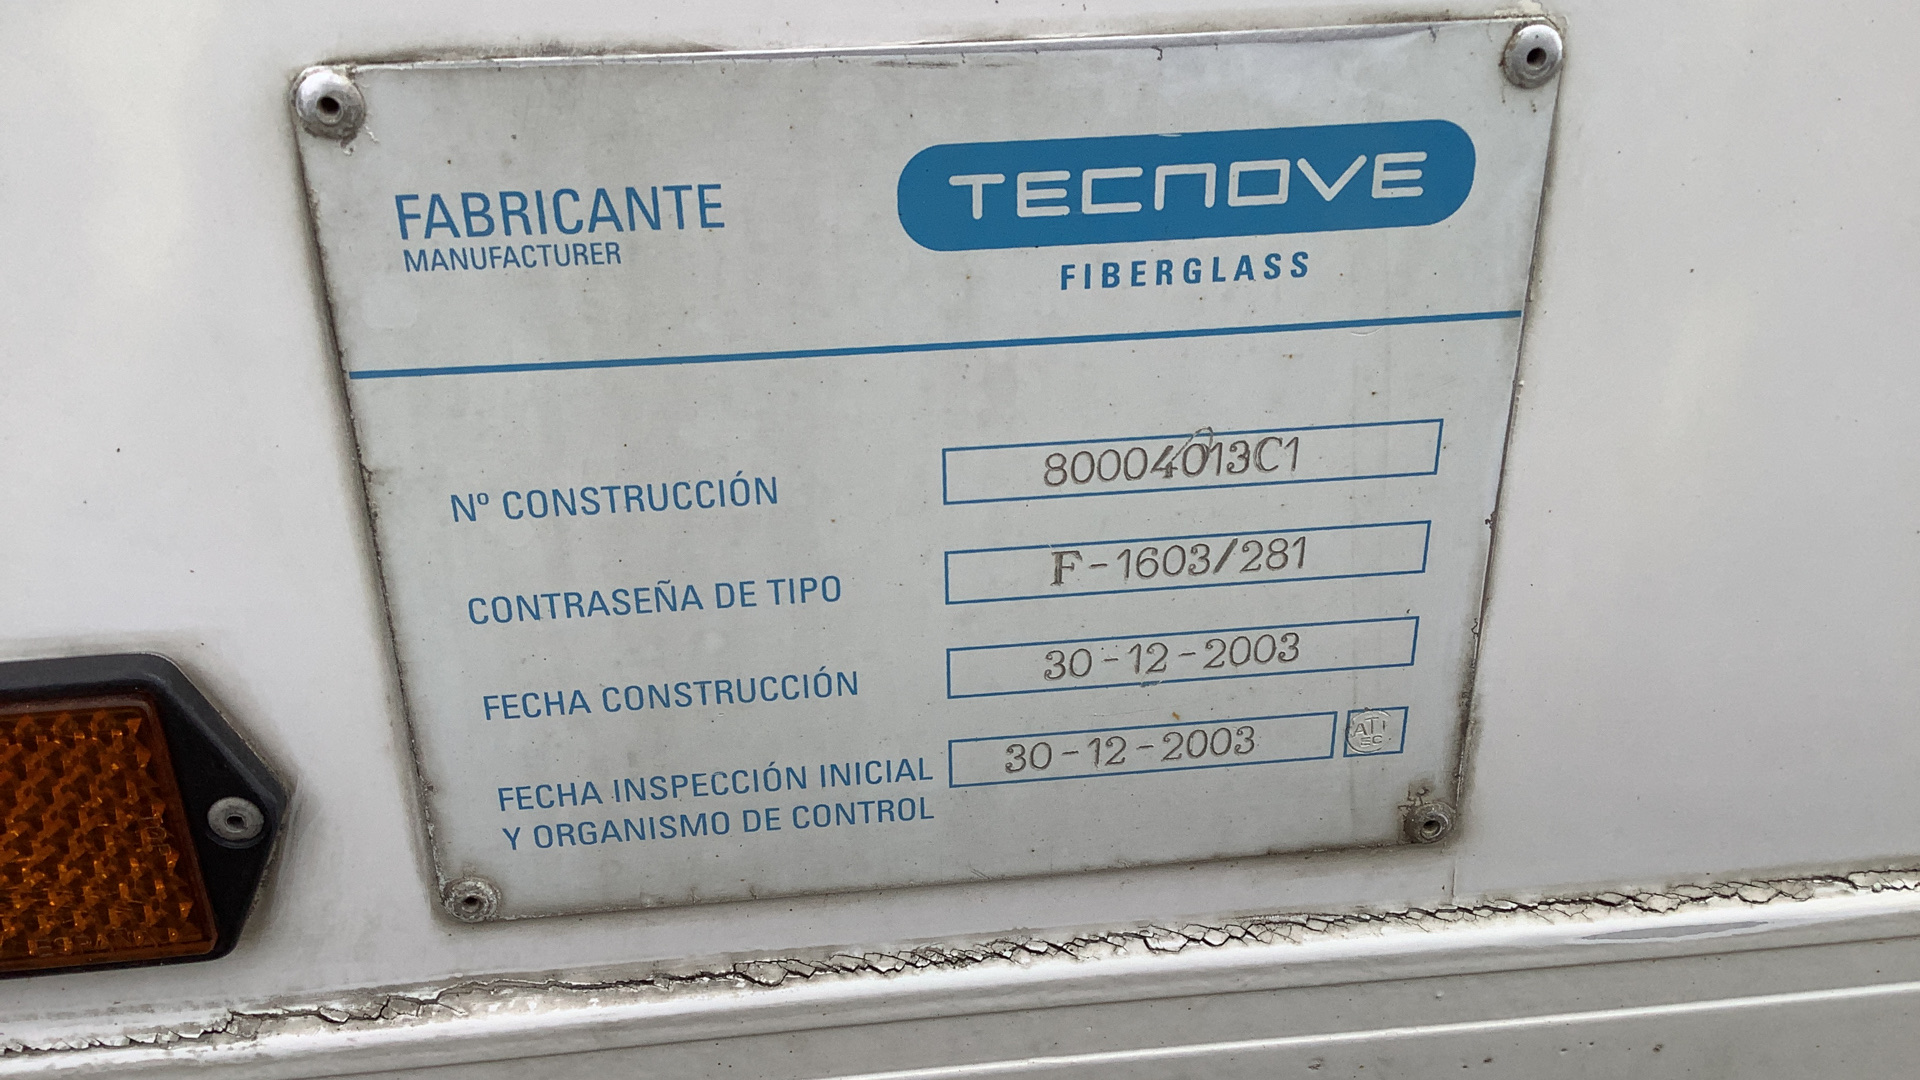 FABRICANTE
MANUFACTURER
TECNOVE
FIBERGLASS
Nº CONSTRUCCIÓN 80004013C1
CONTRASEÑA DE TIPO F-1603/281
FECHA CONSTRUCCIÓN 30-12-2003
FECHA INSPECCIÓN INICIAL 30-12-2003
Y ORGANISMO DE CONTROL